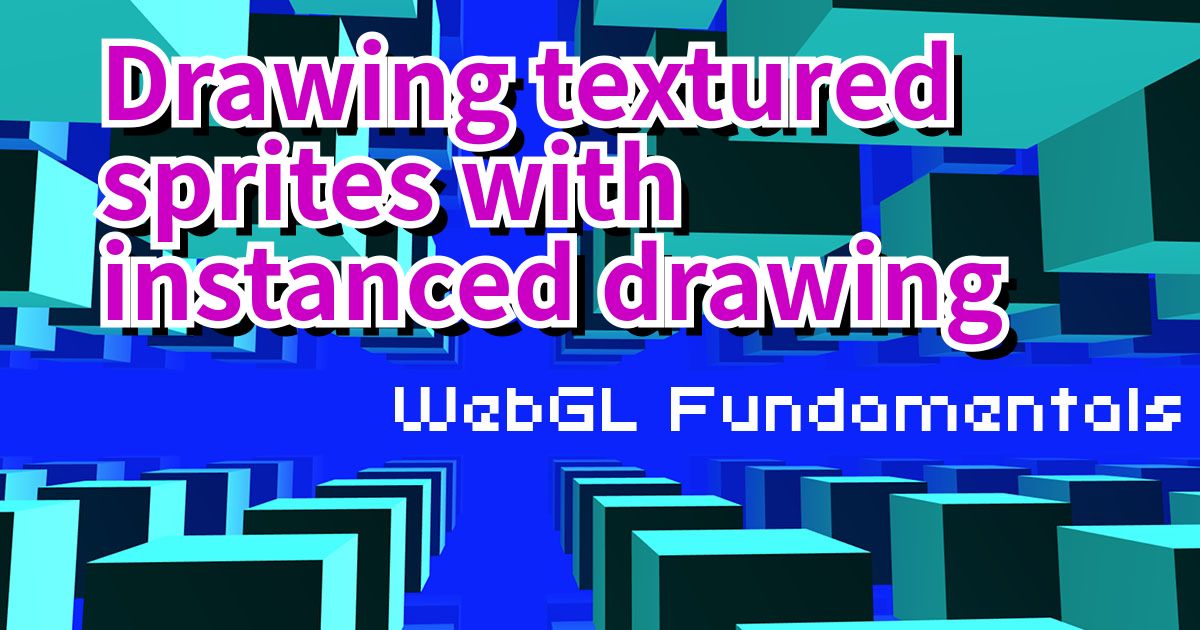 Drawing textured
sprites with
instanced drawing
WebGL Fundamentals